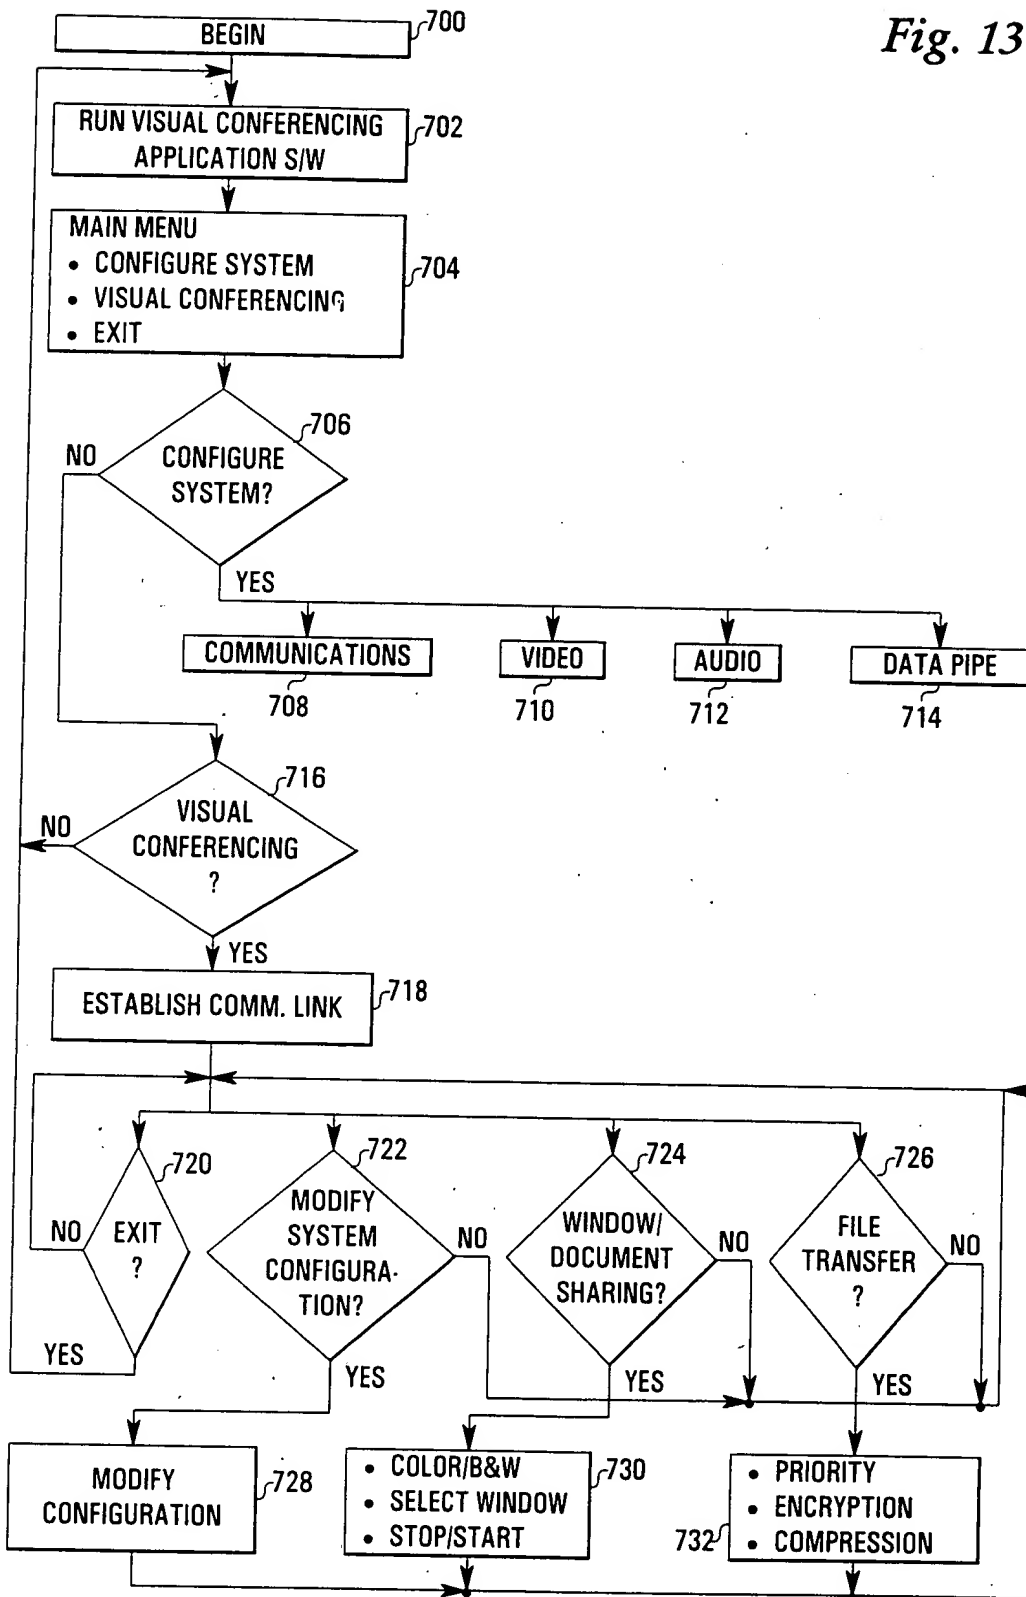 Fig. 13
BEGIN
700
RUN VISUAL CONFERENCING
APPLICATION S/W
702
MAIN MENU
• CONFIGURE SYSTEM
• VISUAL CONFERENCING
• EXIT
704
706
NO
CONFIGURE
SYSTEM?
YES
COMMUNICATIONS
VIDEO
AUDIO
DATA PIPE
708
710
712
714
716
NO
VISUAL
CONFERENCING
?
YES
ESTABLISH COMM. LINK
718
720
NO
EXIT
?
YES
722
MODIFY
SYSTEM
CONFIGURA-
TION?
NO
YES
724
WINDOW/
DOCUMENT
SHARING?
NO
YES
726
FILE
TRANSFER
?
NO
YES
MODIFY
CONFIGURATION
728
• COLOR/B&W
• SELECT WINDOW
• STOP/START
730
• PRIORITY
• ENCRYPTION
• COMPRESSION
732